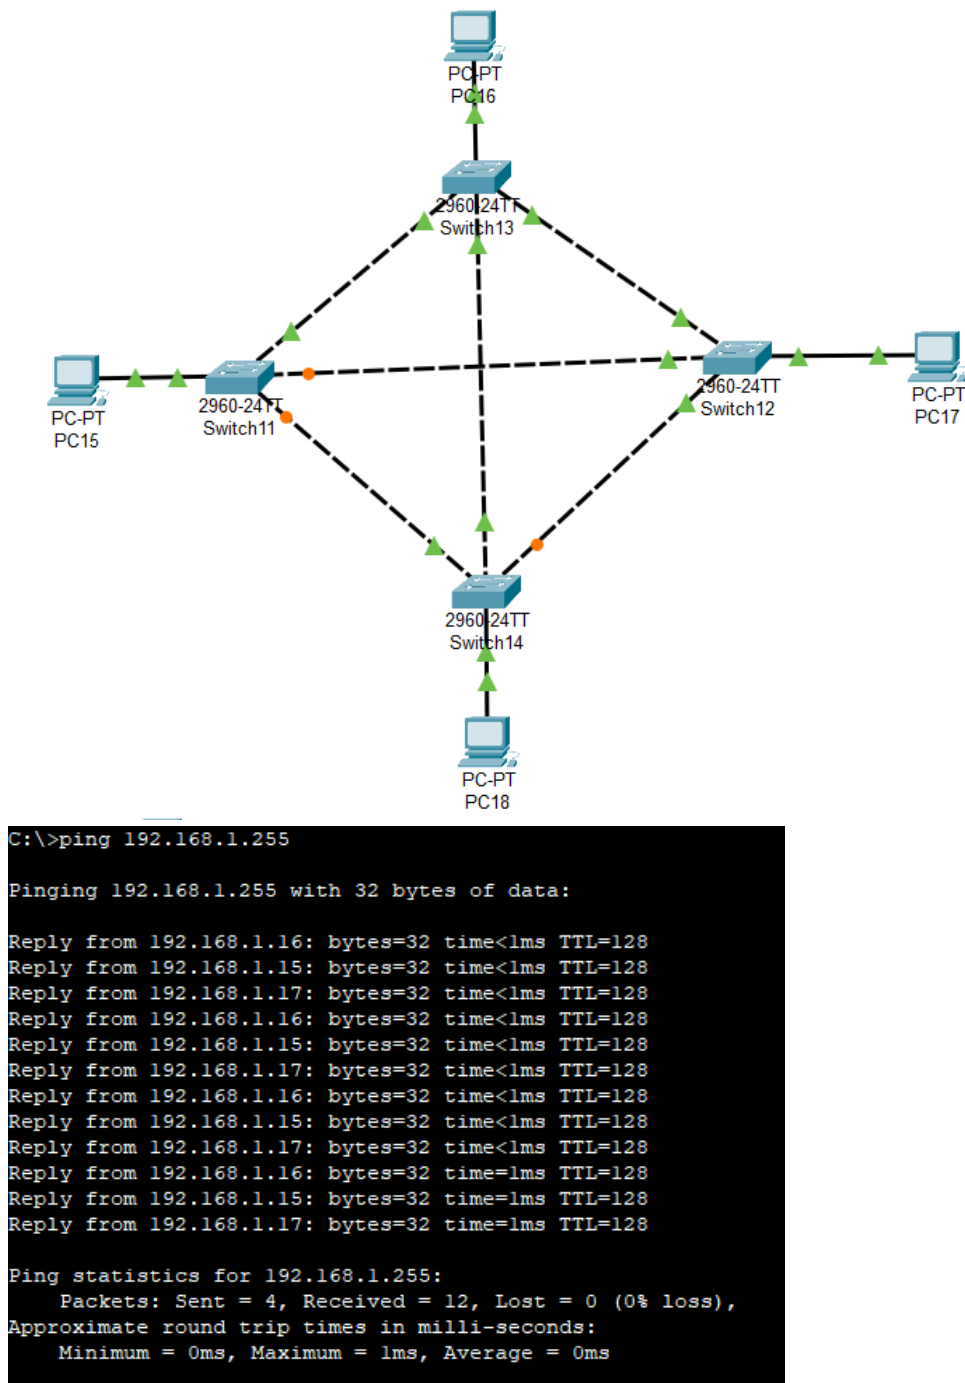 PC-PT
PC16
2960-24TT
Switch13
PC-PT
PC15
2960-24TT
Switch11
2960-24TT
Switch12
PC-PT
PC17
2960-24TT
Switch14
PC-PT
PC18
C:\>ping 192.168.1.255
Pinging 192.168.1.255 with 32 bytes of data:
Reply from 192.168.1.16: bytes=32 time<1ms TTL=128
Reply from 192.168.1.15: bytes=32 time<1ms TTL=128
Reply from 192.168.1.17: bytes=32 time<1ms TTL=128
Reply from 192.168.1.16: bytes=32 time<1ms TTL=128
Reply from 192.168.1.15: bytes=32 time<1ms TTL=128
Reply from 192.168.1.17: bytes=32 time<1ms TTL=128
Reply from 192.168.1.16: bytes=32 time<1ms TTL=128
Reply from 192.168.1.15: bytes=32 time<1ms TTL=128
Reply from 192.168.1.17: bytes=32 time<1ms TTL=128
Reply from 192.168.1.16: bytes=32 time=1ms TTL=128
Reply from 192.168.1.15: bytes=32 time=1ms TTL=128
Reply from 192.168.1.17: bytes=32 time=1ms TTL=128
Ping statistics for 192.168.1.255:
Packets: Sent = 4, Received = 12, Lost = 0 (0% loss),
Approximate round trip times in milli-seconds:
Minimum = 0ms, Maximum = 1ms, Average = 0ms